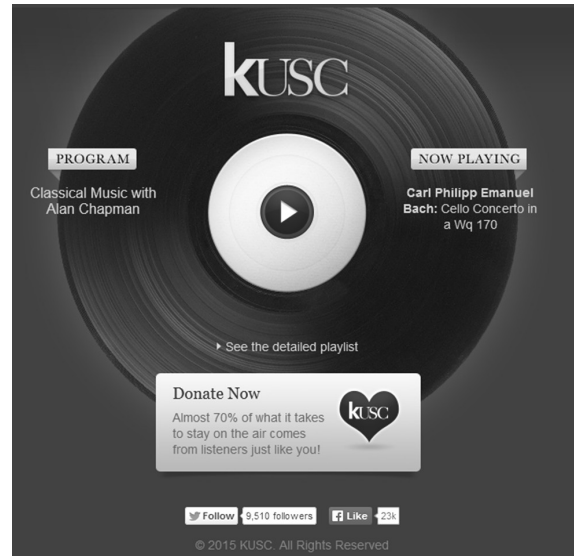 kUSC
PROGRAM
Classical Music with
Alan Chapman
NOW PLAYING
Carl Philipp Emanuel
Bach: Cello Concerto in
a Wq 170
See the detailed playlist
Donate Now
Almost 70% of what it takes
to stay on the air comes
from listeners just like you!
kUSC
Follow 9,510 followers Like 23k
© 2015 KUSC. All Rights Reserved